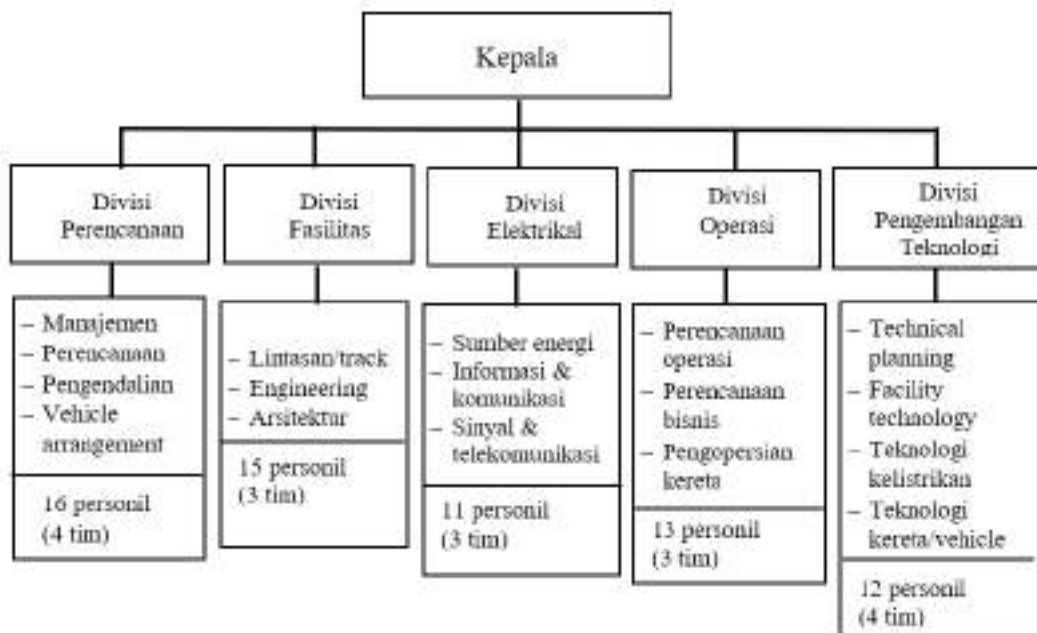 Kepala
Divisi
Perencanaan
Divisi
Fasilitas
Divisi
Elektrikal
Divisi
Operasi
Divisi
Pengembangan
Teknologi
– Manajemen
– Perencanaan
– Pengendalian
– Vehicle
arrangement
16 personil
(4 tim)
– Lintasan/track
– Engineering
– Arsitektur
15 personil
(3 tim)
– Sumber energi
– Informasi &
komunikasi
– Sinyal &
telekomunikasi
11 personil
(3 tim)
– Perencanaan
operasi
– Perencanaan
bisnis
– Pengopersian
kereta
13 personil
(3 tim)
– Technical
planning
– Facility
technology
– Teknologi
kelistrikan
– Teknologi
kereta/vehicle
12 personil
(4 tim)